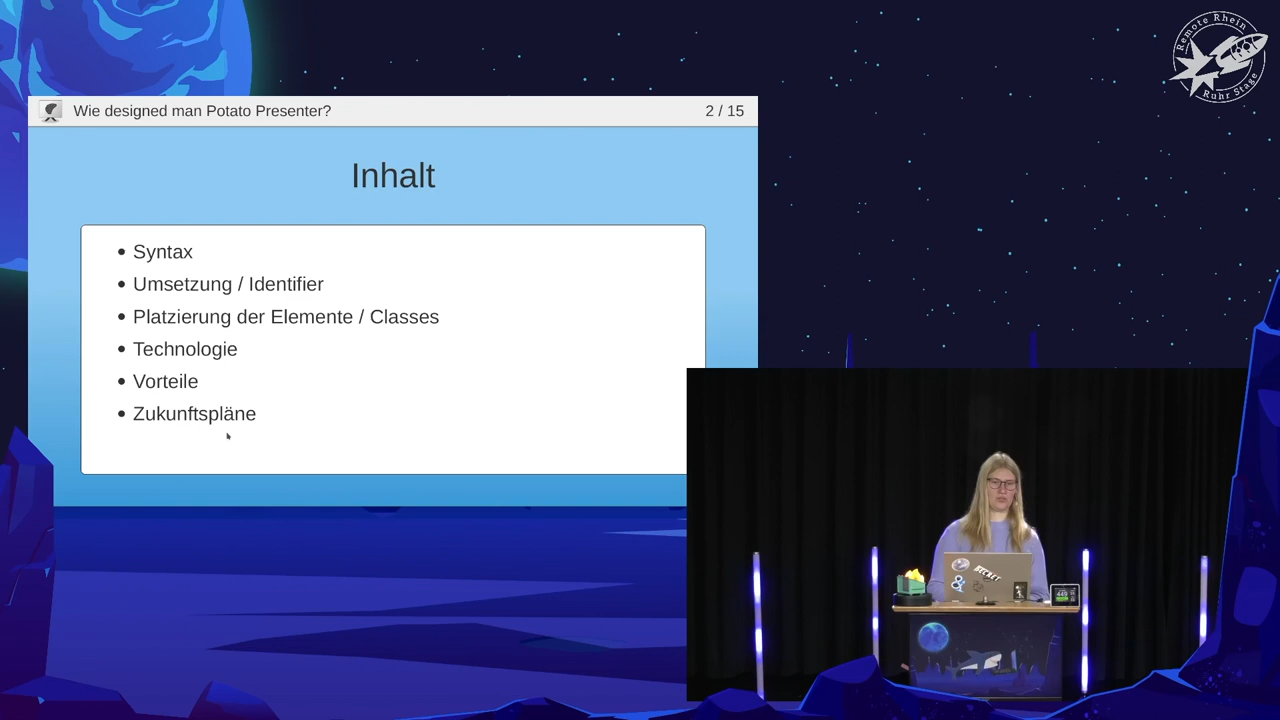 Remote Rhein
Ruhr Stage
Wie designed man Potato Presenter?
2 / 15
Inhalt
Syntax
Umsetzung / Identifier
Platzierung der Elemente / Classes
Technologie
Vorteile
Zukunftspläne